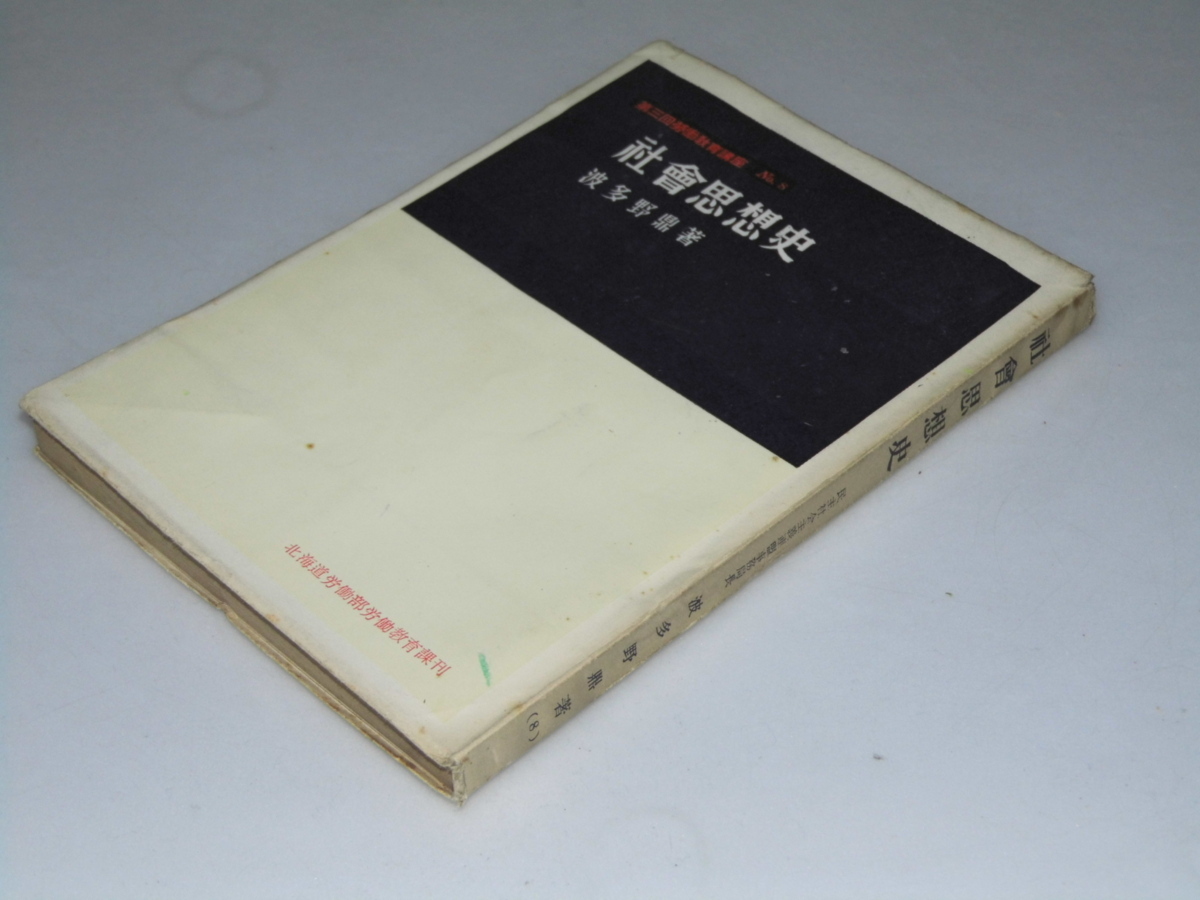 第三回労働教育講座 No. 8
社會思想史
波多野鼎著
北海道労働部労働教育課刊
社會思想史
波多野鼎著 (8)